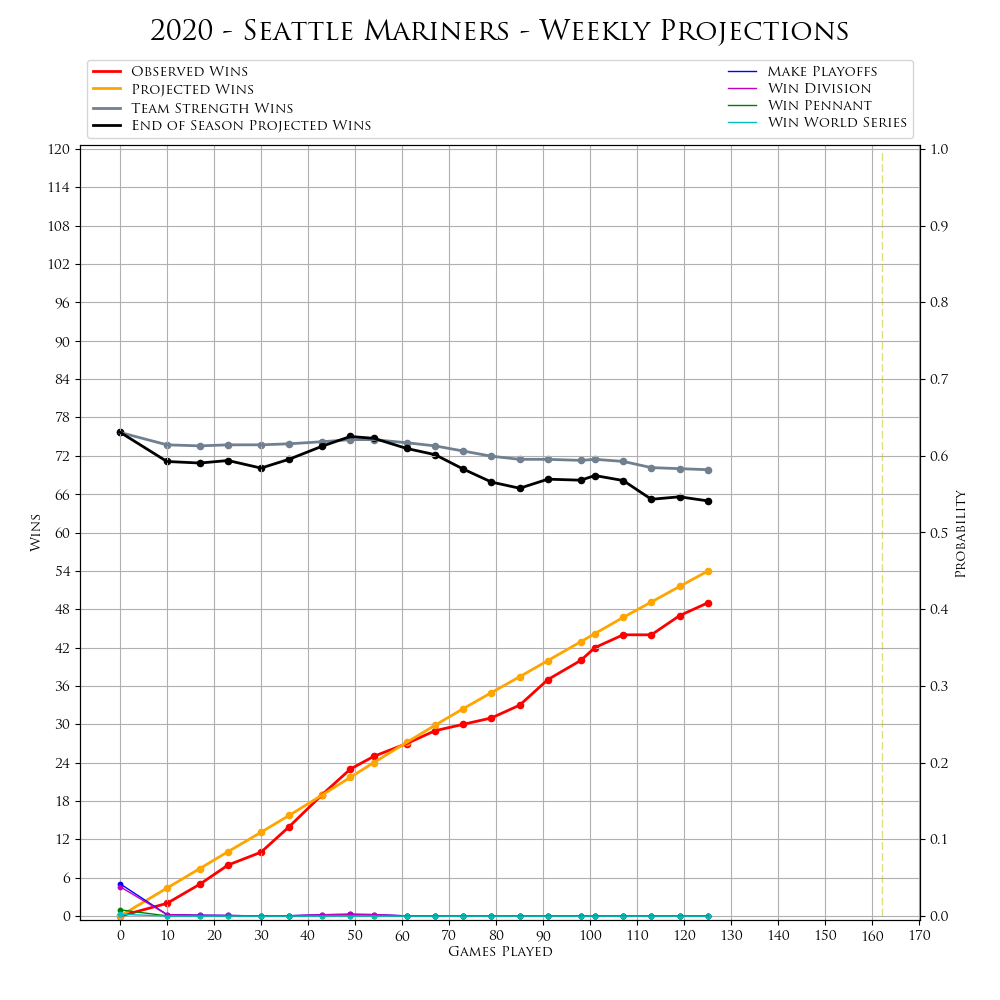 2020 - Seattle Mariners - Weekly Projections
Observed Wins
Projected Wins
Team Strength Wins
End of Season Projected Wins
Make Playoffs
Win Division
Win Pennant
Win World Series
120
114
108
102
96
90
84
78
72
66
60
54
48
42
36
30
24
18
12
6
0
Wins
1.0
0.9
0.8
0.7
0.6
0.5
0.4
0.3
0.2
0.1
0.0
Probability
0 10 20 30 40 50 60 70 80 90 100 110 120 130 140 150 160 170
Games Played